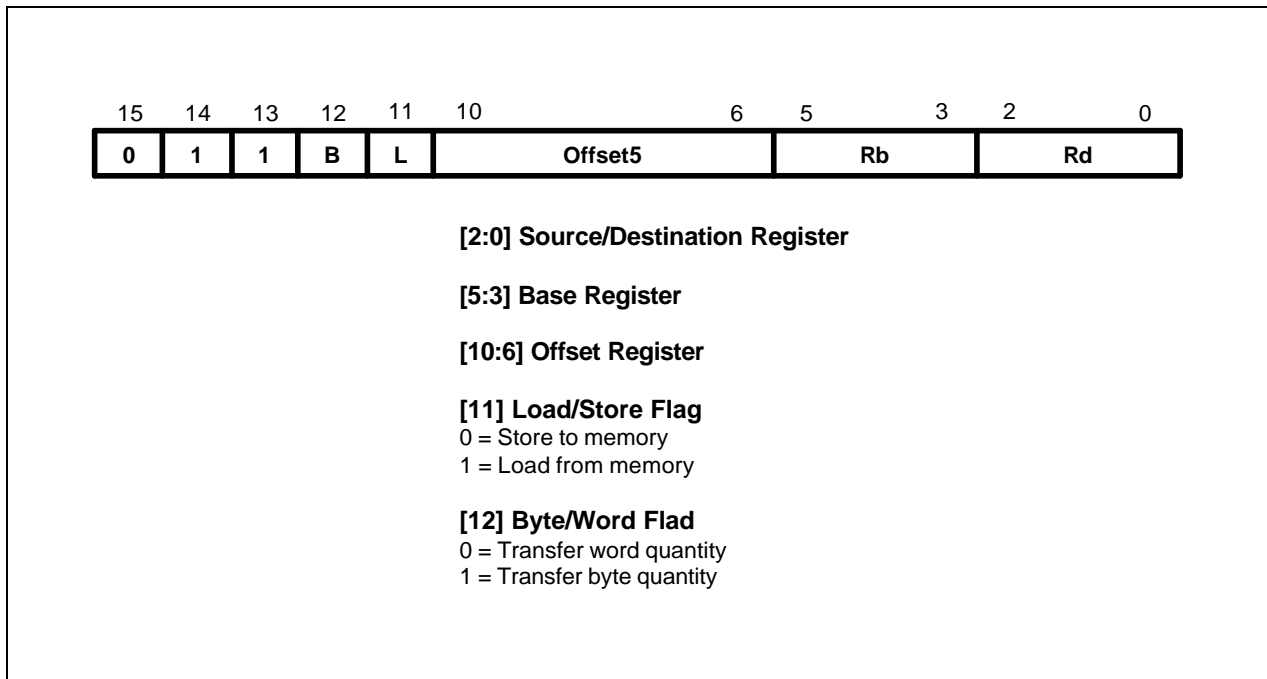 15 14 13 12 11 10 6 5 3 2 0
0 1 1 B L Offset5 Rb Rd
[2:0] Source/Destination Register
[5:3] Base Register
[10:6] Offset Register
[11] Load/Store Flag
0 = Store to memory
1 = Load from memory
[12] Byte/Word Flad
0 = Transfer word quantity
1 = Transfer byte quantity